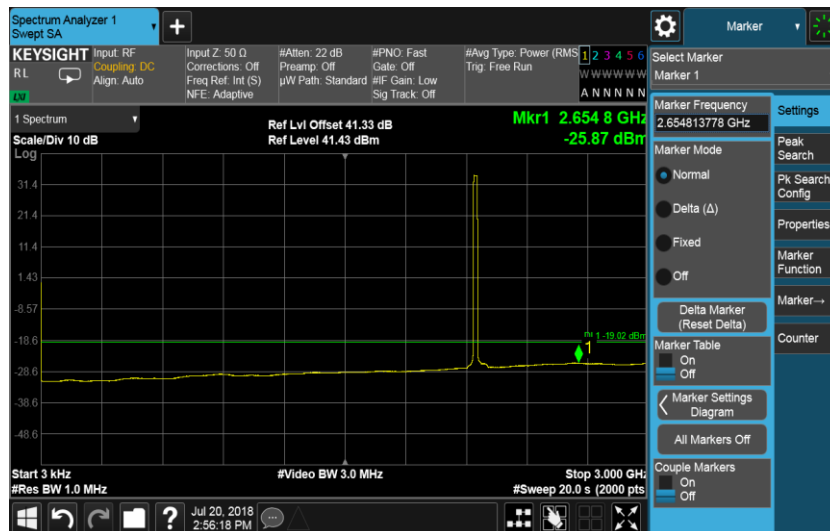 Spectrum Analyzer 1
Swept SA
+
Marker
KEYSIGHT
RL
LXI
Input: RF
Coupling: DC
Align: Auto
Input Z: 50 Ω
Corrections: Off
Freq Ref: Int (S)
NFE: Adaptive
#Atten: 22 dB
Preamp: Off
µW Path: Standard
#PNO: Fast
Gate: Off
#IF Gain: Low
Sig Track: Off
#Avg Type: Power (RMS
Trig: Free Run
1 2 3 4 5 6
W W W W W W
A N N N N N
Select Marker
Marker 1
1 Spectrum
Scale/Div 10 dB
Log
Ref Lvl Offset 41.33 dB
Ref Level 41.43 dBm
Mkr1 2.654 8 GHz
-25.87 dBm
31.4
21.4
11.4
1.43
-8.57
-18.6
-28.6
-38.6
-48.6
DL1 -19.02 dBm
1
Start 3 kHz
#Res BW 1.0 MHz
#Video BW 3.0 MHz
Stop 3.000 GHz
#Sweep 20.0 s (2000 pts
Marker Frequency
2.654813778 GHz
Marker Mode
Normal
Delta (Δ)
Fixed
Off
Delta Marker
(Reset Delta)
Marker Table
On
Off
Marker Settings
Diagram
All Markers Off
Couple Markers
On
Off
Settings
Peak
Search
Pk Search
Config
Properties
Marker
Function
Marker→
Counter
?
Jul 20, 2018
2:56:18 PM